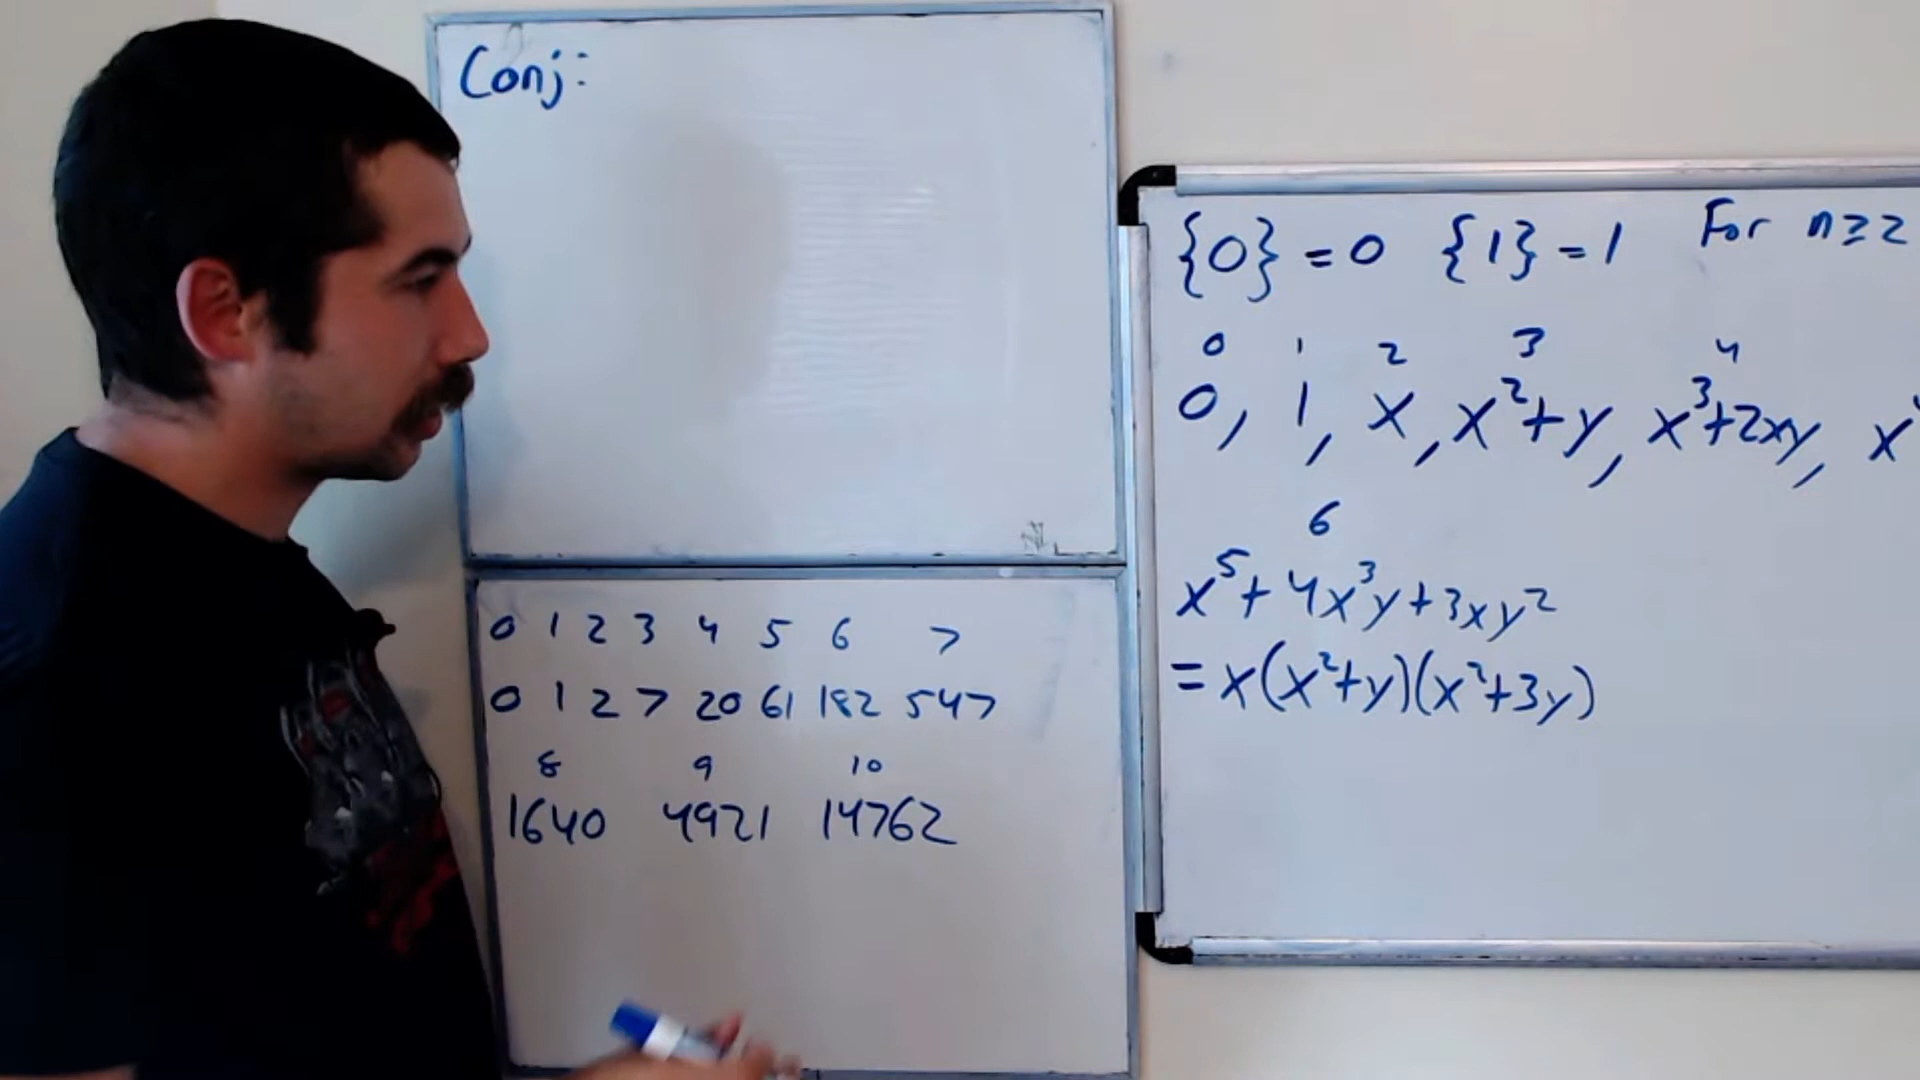 Conj:
0 1 2 3 4 5 6 7
0 1 2 7 20 61 182 547
8 9 10
1640 4921 14762
{0} = 0 {1} = 1 For n ≥ 2
0 1 2 3 4
0, 1, x, x²+y, x³+2xy, x⁴
6
x⁵+4x³y+3xy²
=x(x²+y)(x²+3y)